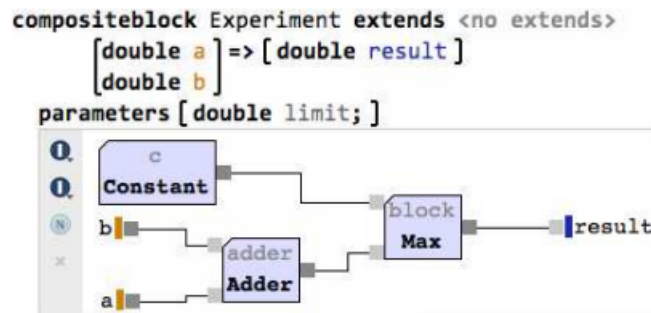 compositeblock Experiment extends <no extends>
[double a] => [double result]
[double b]
parameters [double limit;]
c
Constant
b
block
Max
result
adder
Adder
N
a